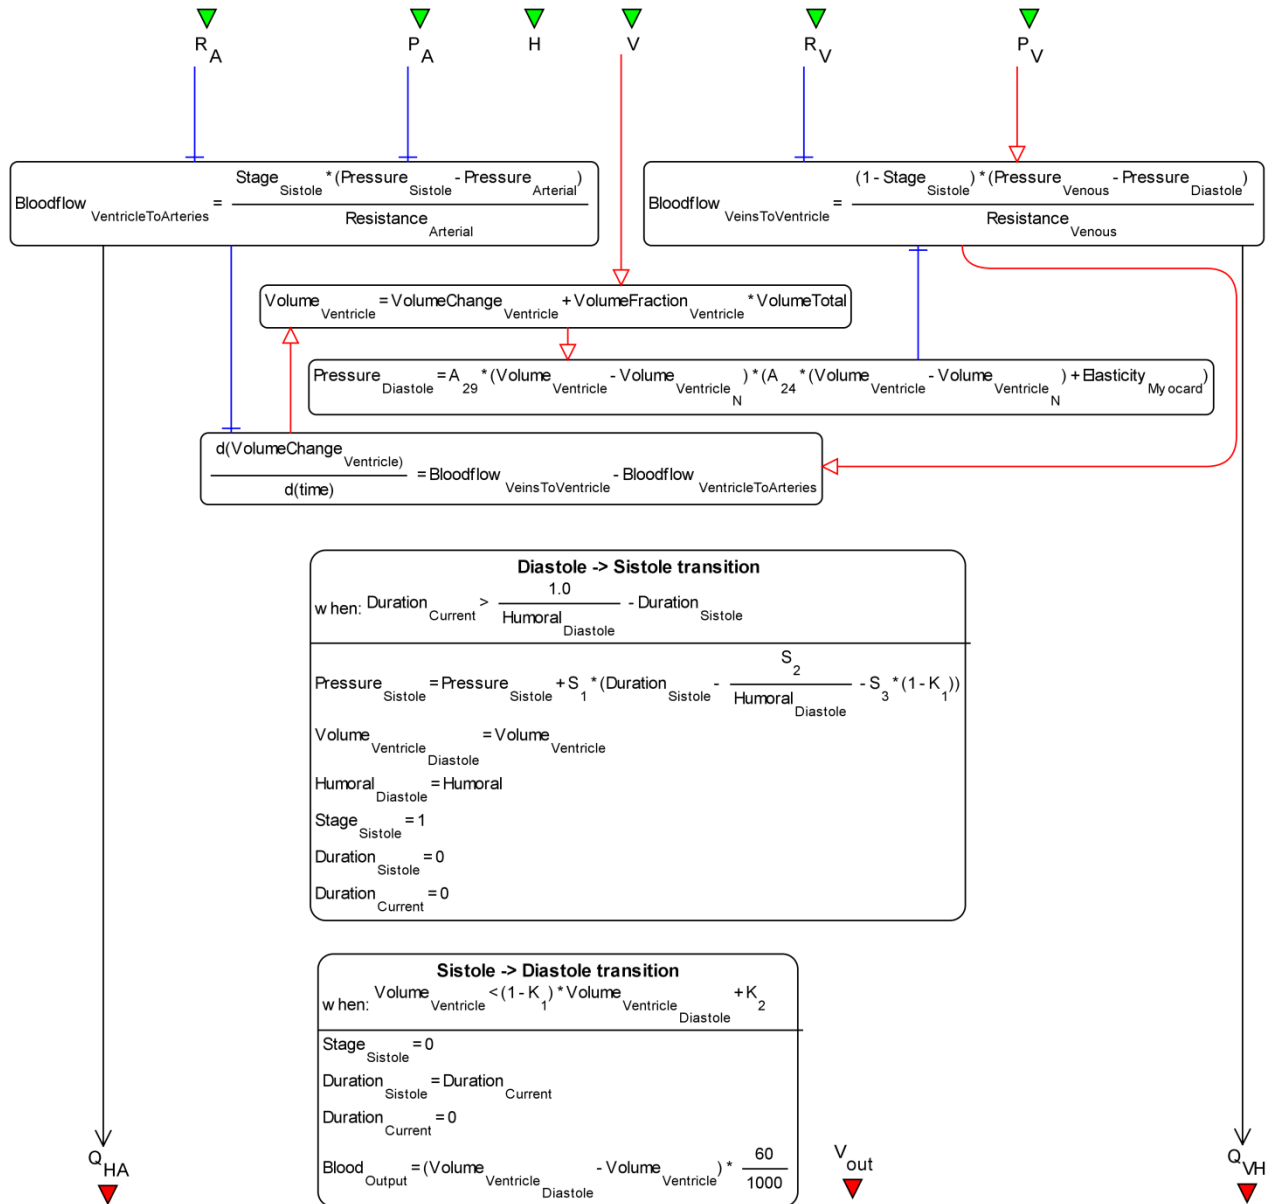 R_A P_A H V R_V P_V
Bloodflow_VentricleToArteries = Stage_Sistole * (Pressure_Sistole - Pressure_Arterial) / Resistance_Arterial
Bloodflow_VeinsToVentricle = (1 - Stage_Sistole) * (Pressure_Venous - Pressure_Diastole) / Resistance_Venous
Volume_Ventricle = VolumeChange_Ventricle + VolumeFraction_Ventricle * VolumeTotal
Pressure_Diastole = A_29 * (Volume_Ventricle - Volume_Ventricle_N) * (A_24 * (Volume_Ventricle - Volume_Ventricle_N) + Elasticity_Myocard)
d(VolumeChange_Ventricle) / d(time) = Bloodflow_VeinsToVentricle - Bloodflow_VentricleToArteries
Diastole -> Sistole transition
when: Duration_Current > 1.0 / Humoral_Diastole - Duration_Sistole
Pressure_Sistole = Pressure_Sistole + S_1 * (Duration_Sistole - S_2 / Humoral_Diastole - S_3 * (1 - K_1))
Volume_Ventricle_Diastole = Volume_Ventricle
Humoral_Diastole = Humoral
Stage_Sistole = 1
Duration_Sistole = 0
Duration_Current = 0
Sistole -> Diastole transition
when: Volume_Ventricle < (1 - K_1) * Volume_Ventricle_Diastole + K_2
Stage_Sistole = 0
Duration_Sistole = Duration_Current
Duration_Current = 0
Blood_Output = (Volume_Ventricle_Diastole - Volume_Ventricle) * 60 / 1000
Q_HA V_out Q_VH